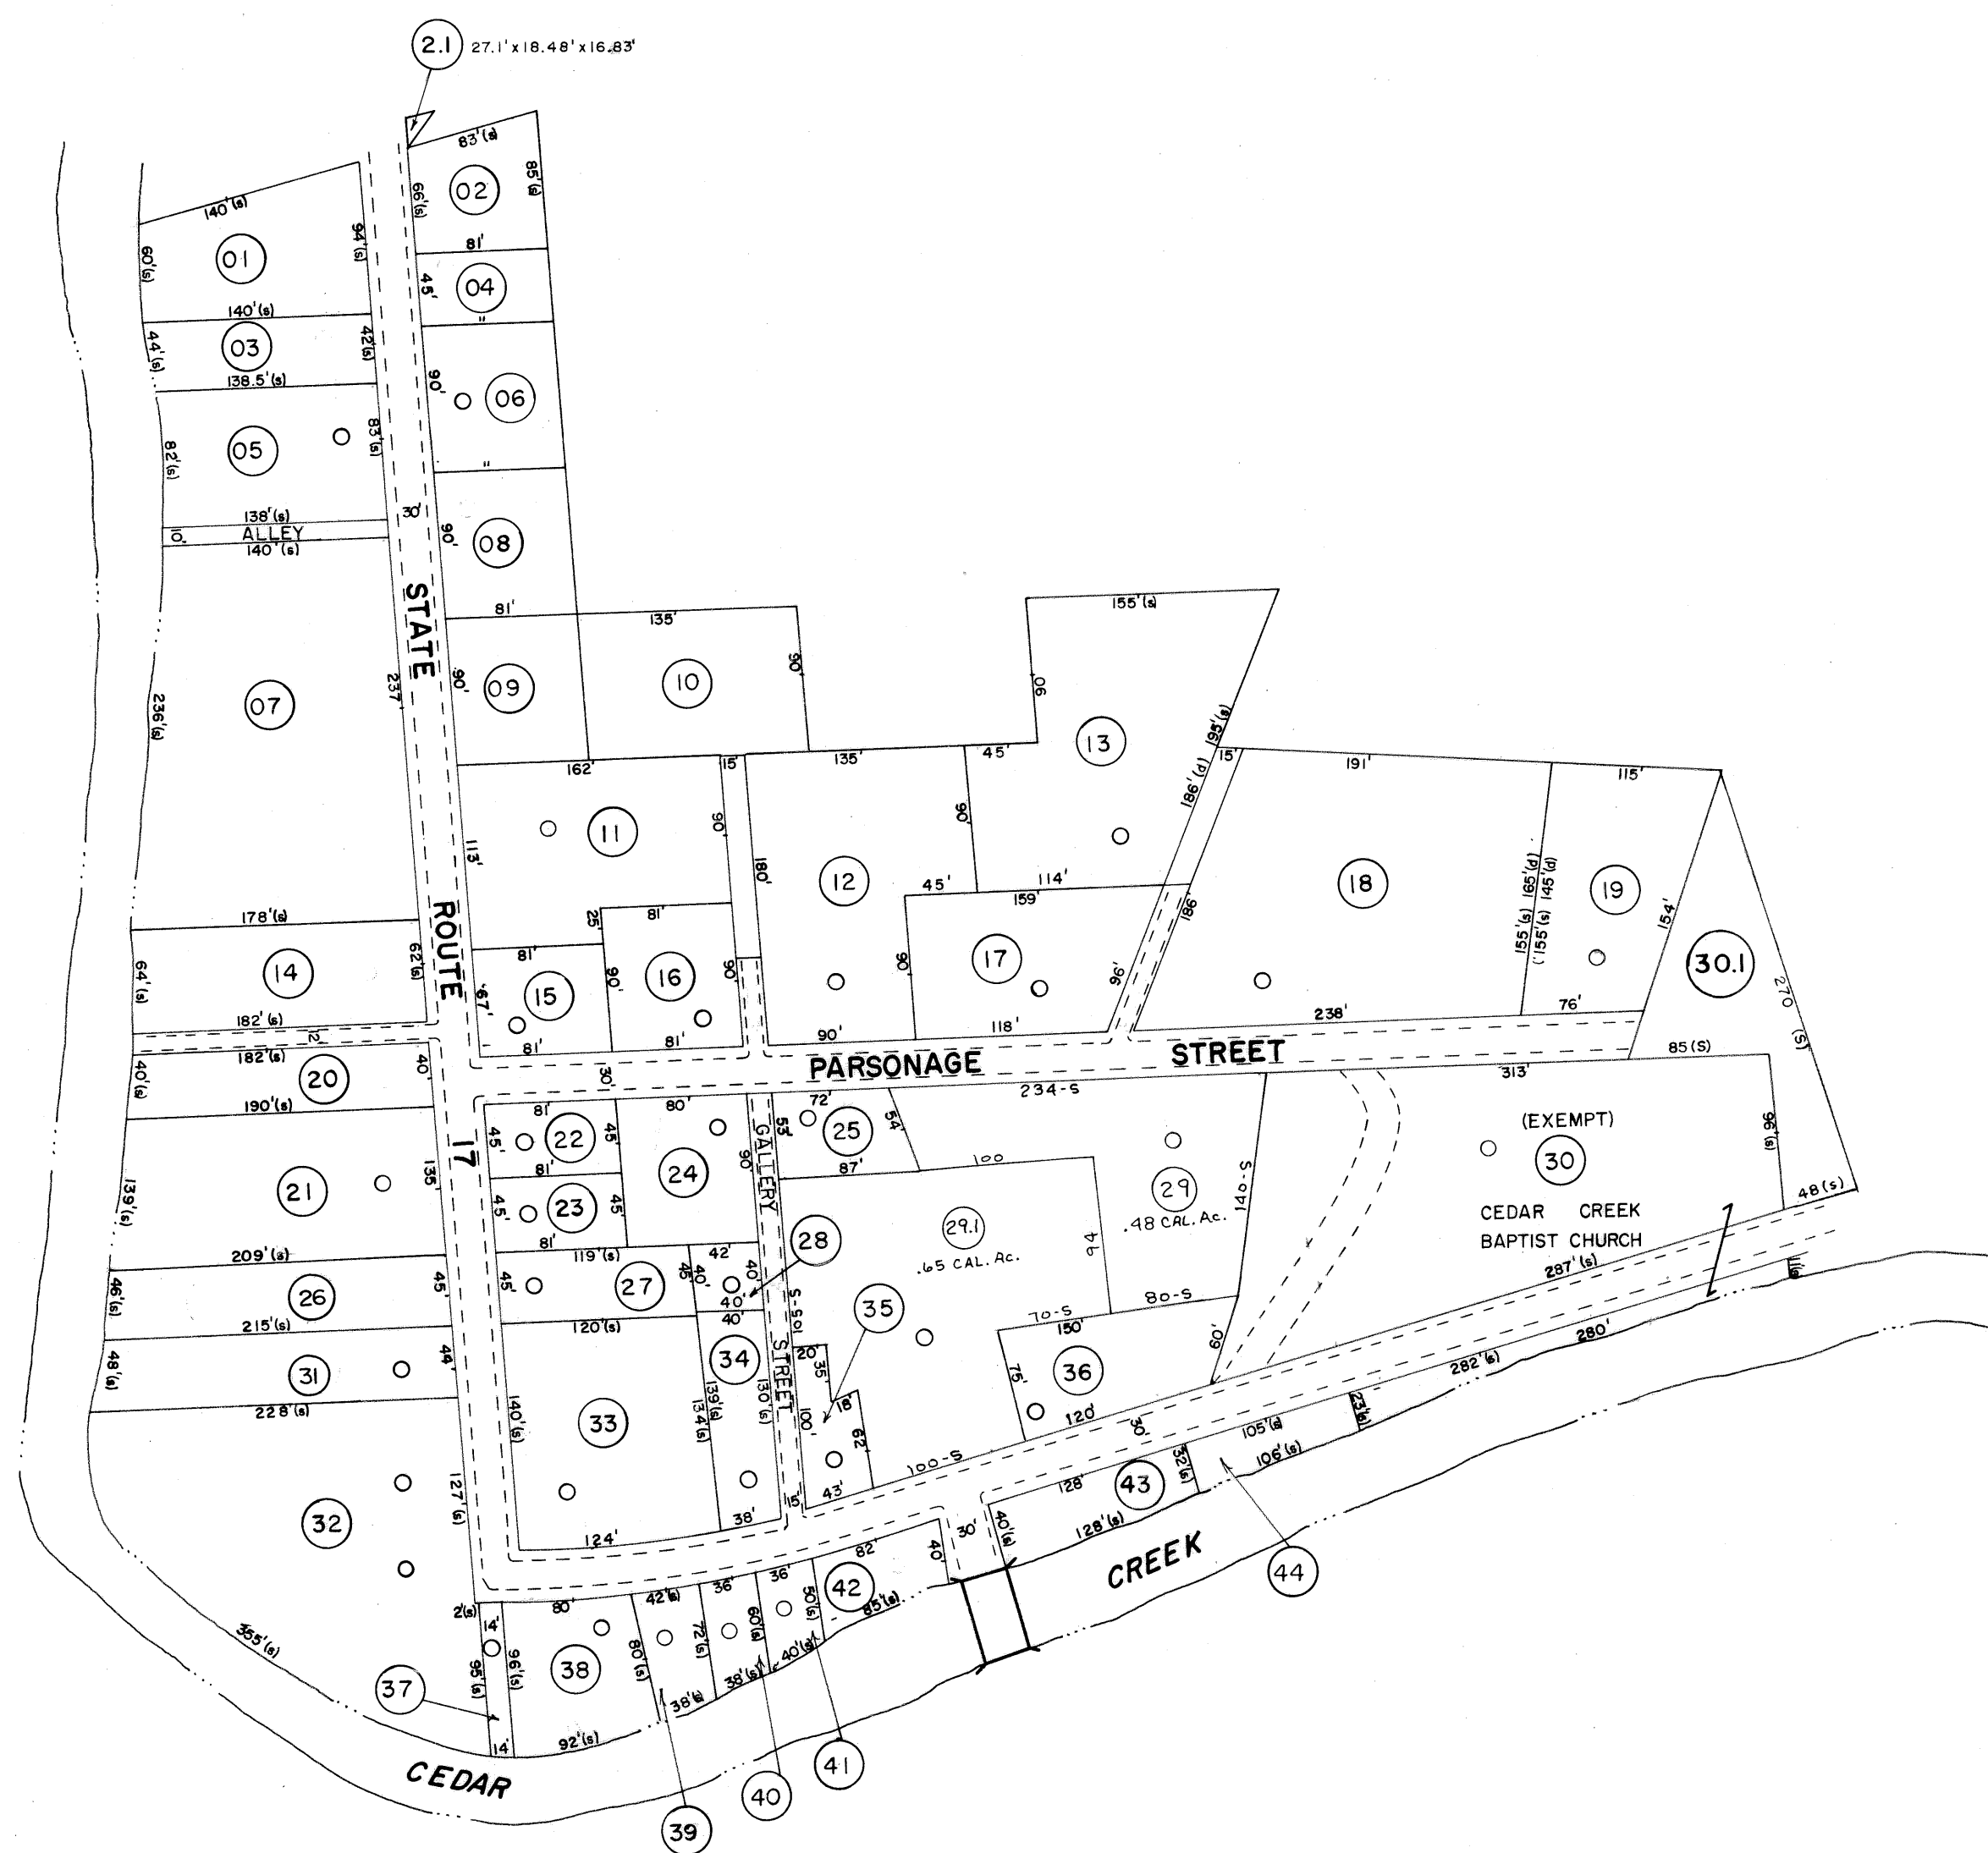 2.1 27.1'x18.48'x16.83'
83'(s)
02
66'(s)
85'(s)
81'
140'(s)
01
60'(s)
94'(s)
140'(s)
04
45'
"
03
44'(s)
42'(s)
138.5'(s)
06
90'
"
05
82'(s)
83'(s)
138'(s)
ALLEY
10'
140'(s)
30'
08
90'
81'
STATE
ROUTE
17
07
236'(s)
237'
09
90'
135'
10
90'
155'(s)
90
13
195'(s)
186'(d)
162'
15'
135'
45'
15'
191'
115'
11
113'
90'
25'
81'
180'
12
90'
45'
114'
159'
18
186'
155'(s) 165'(d)
155'(s) 145'(d)
19
154'
30.1
270 (S)
178'(s)
14
64'(s)
62'(s)
182'(s)
81'
15
67'
90'
81'
16
90'
81'
90'
17
90'
96'
118'
238'
76'
12'
182'(s)
20
40'(s)
40'
190'(s)
30'
PARSONAGE STREET
234-S
313'
85(S)
81'
22
45'
45'
81'
80'
24
90'
GALLERY
STREET
53'
72'
25
54'
87'
100
29
.48 CAL. Ac.
140-S
(EXEMPT)
30
CEDAR CREEK
BAPTIST CHURCH
96'(s)
48(s)
21
139'(s)
135'
209'(s)
23
45'
45'
81'
29.1
.65 CAL. Ac.
94
28
26
46'(s)
45'
215'(s)
119'(s)
45'
27
45'
42'
40'
40'
40'
120'(s)
105-S
35
70-S
80-S
150'
60'
287'(s)
11'(s)
31
48'(s)
44'
228'(s)
34
139'(s)
134'(s)
130'(s)
20'
35'
18'
100'
62
43'
75'
36
120'
30'
280'
282'(s)
33
140'(s)
124'
38'
15'
100-S
23'(s)
105'(s)
106'(s)
32
127'(s)
355'(s)
32'(s)
43
128'
128'(s)
40'(s)
30'
44
CREEK
82'
40'
42
85'(s)
2'(s)
14'
80'
42'(s)
36'
36'
50'(s)
60'(s)
72'(s)
80'(s)
95'(s)
96'(s)
38
37
14'
92'(s)
38'(s)
38'(s)
40'(s)
CEDAR
39
40
41